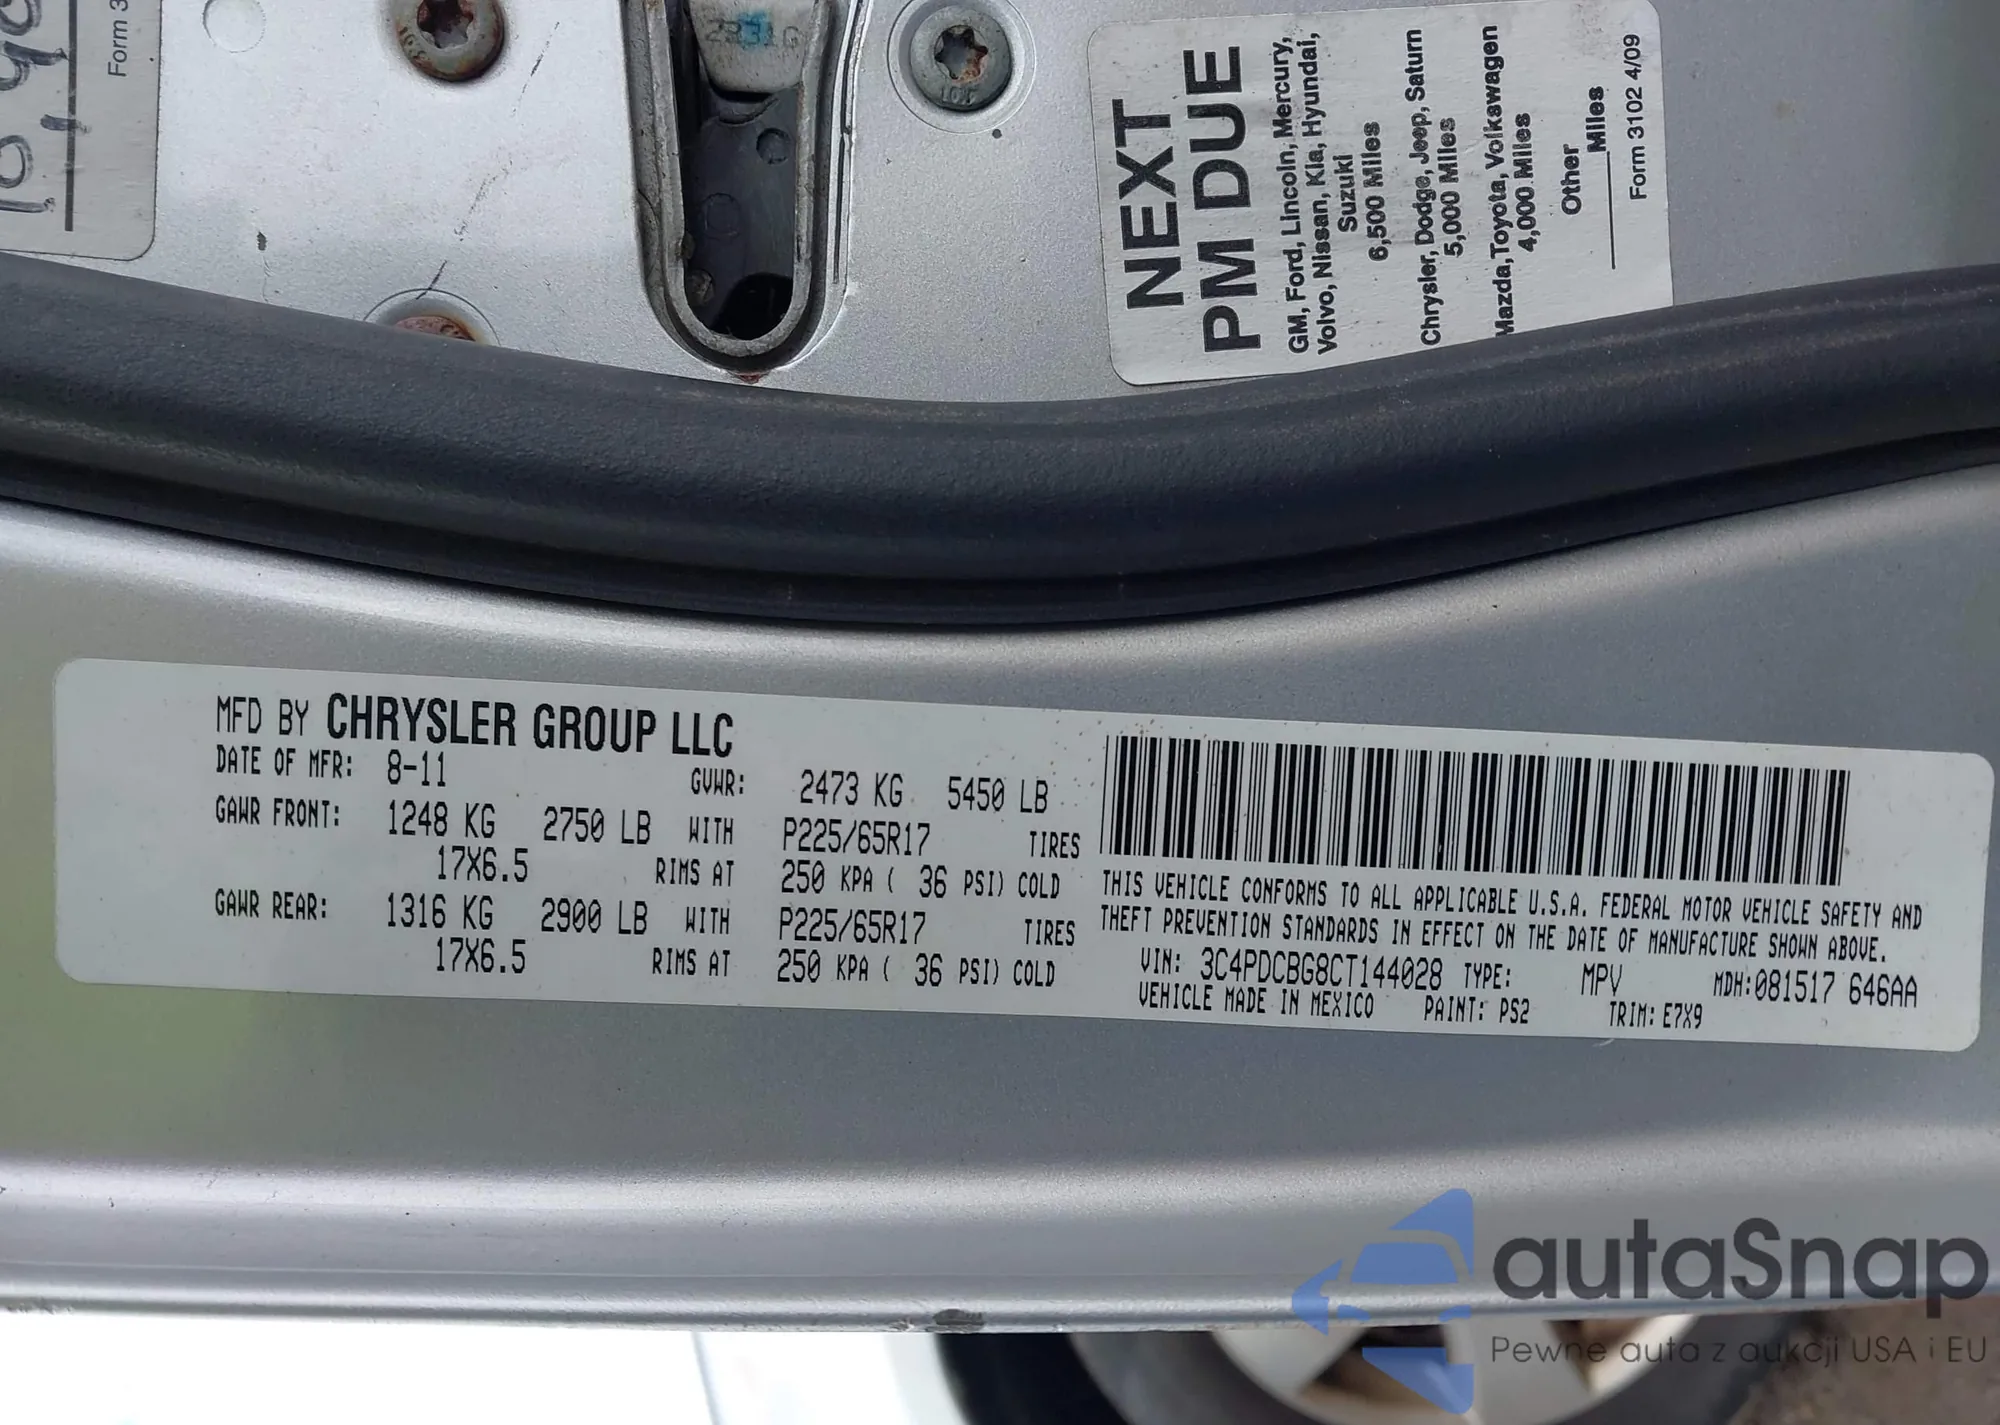 Form 3
NEXT
PM DUE
GM, Ford, Lincoln, Mercury,
Volvo, Nissan, Kia, Hyundai,
Suzuki
6,500 Miles
Chrysler, Dodge, Jeep, Saturn
5,000 Miles
Mazda, Toyota, Volkswagen
4,000 Miles
Other
Miles
Form 3102 4/09
MFD BY CHRYSLER GROUP LLC
DATE OF MFR: 8-11 GVWR: 2473 KG 5450 LB
GAWR FRONT: 1248 KG 2750 LB WITH P225/65R17 TIRES
17X6.5 RIMS AT 250 KPA ( 36 PSI) COLD
GAWR REAR: 1316 KG 2900 LB WITH P225/65R17 TIRES
17X6.5 RIMS AT 250 KPA ( 36 PSI) COLD
THIS VEHICLE CONFORMS TO ALL APPLICABLE U.S.A. FEDERAL MOTOR VEHICLE SAFETY AND
THEFT PREVENTION STANDARDS IN EFFECT ON THE DATE OF MANUFACTURE SHOWN ABOVE.
VIN: 3C4PDCBG8CT144028 TYPE: MPV MDH:081517 646AA
VEHICLE MADE IN MEXICO PAINT: PS2 TRIM: E7X9
autaSnap
Pewne auta z aukcji USA i EU